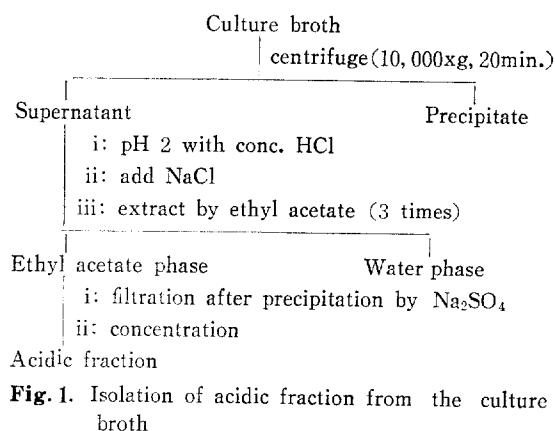 Culture broth
centrifuge(10,000xg, 20min.)
Supernatant Precipitate
i: pH 2 with conc. HCl
ii: add NaCl
iii: extract by ethyl acetate (3 times)
Ethyl acetate phase Water phase
i: filtration after precipitation by Na₂SO₄
ii: concentration
Acidic fraction
Fig. 1. Isolation of acidic fraction from the culture
broth